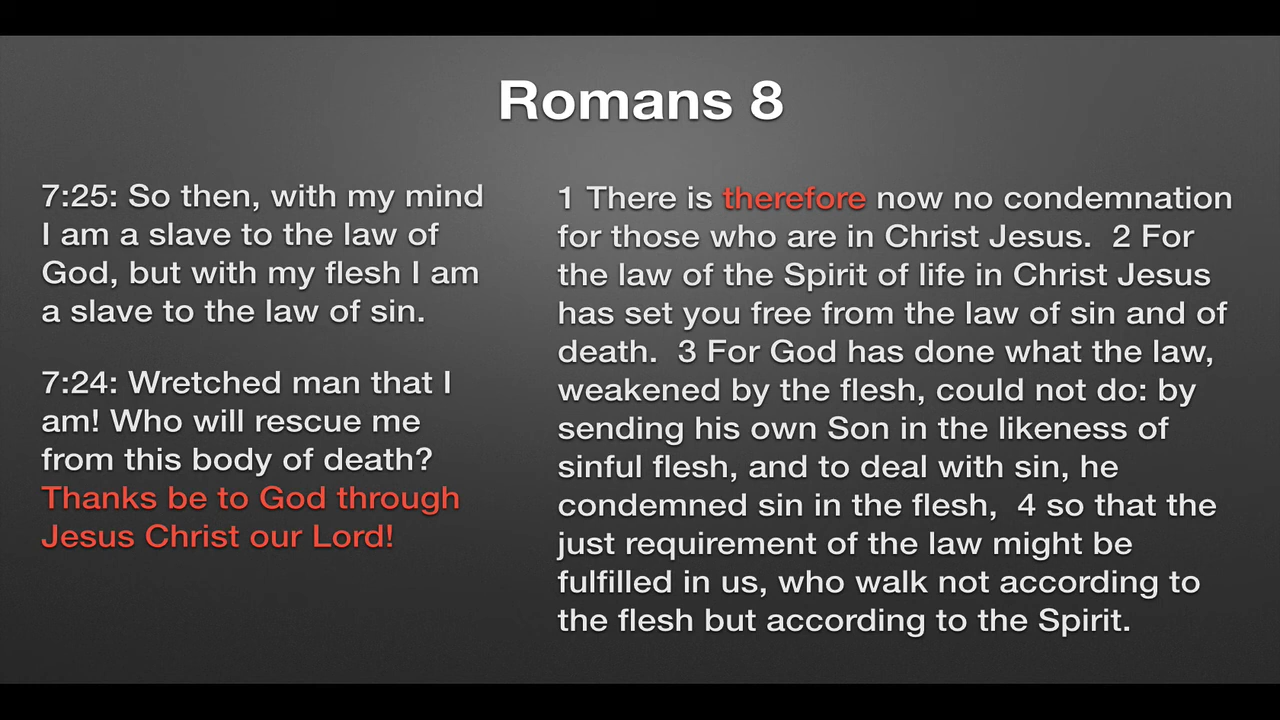 Romans 8
7:25: So then, with my mind
I am a slave to the law of
God, but with my flesh I am
a slave to the law of sin.
7:24: Wretched man that I
am! Who will rescue me
from this body of death?
Thanks be to God through
Jesus Christ our Lord!
1 There is therefore now no condemnation
for those who are in Christ Jesus.  2 For
the law of the Spirit of life in Christ Jesus
has set you free from the law of sin and of
death.  3 For God has done what the law,
weakened by the flesh, could not do: by
sending his own Son in the likeness of
sinful flesh, and to deal with sin, he
condemned sin in the flesh,  4 so that the
just requirement of the law might be
fulfilled in us, who walk not according to
the flesh but according to the Spirit.